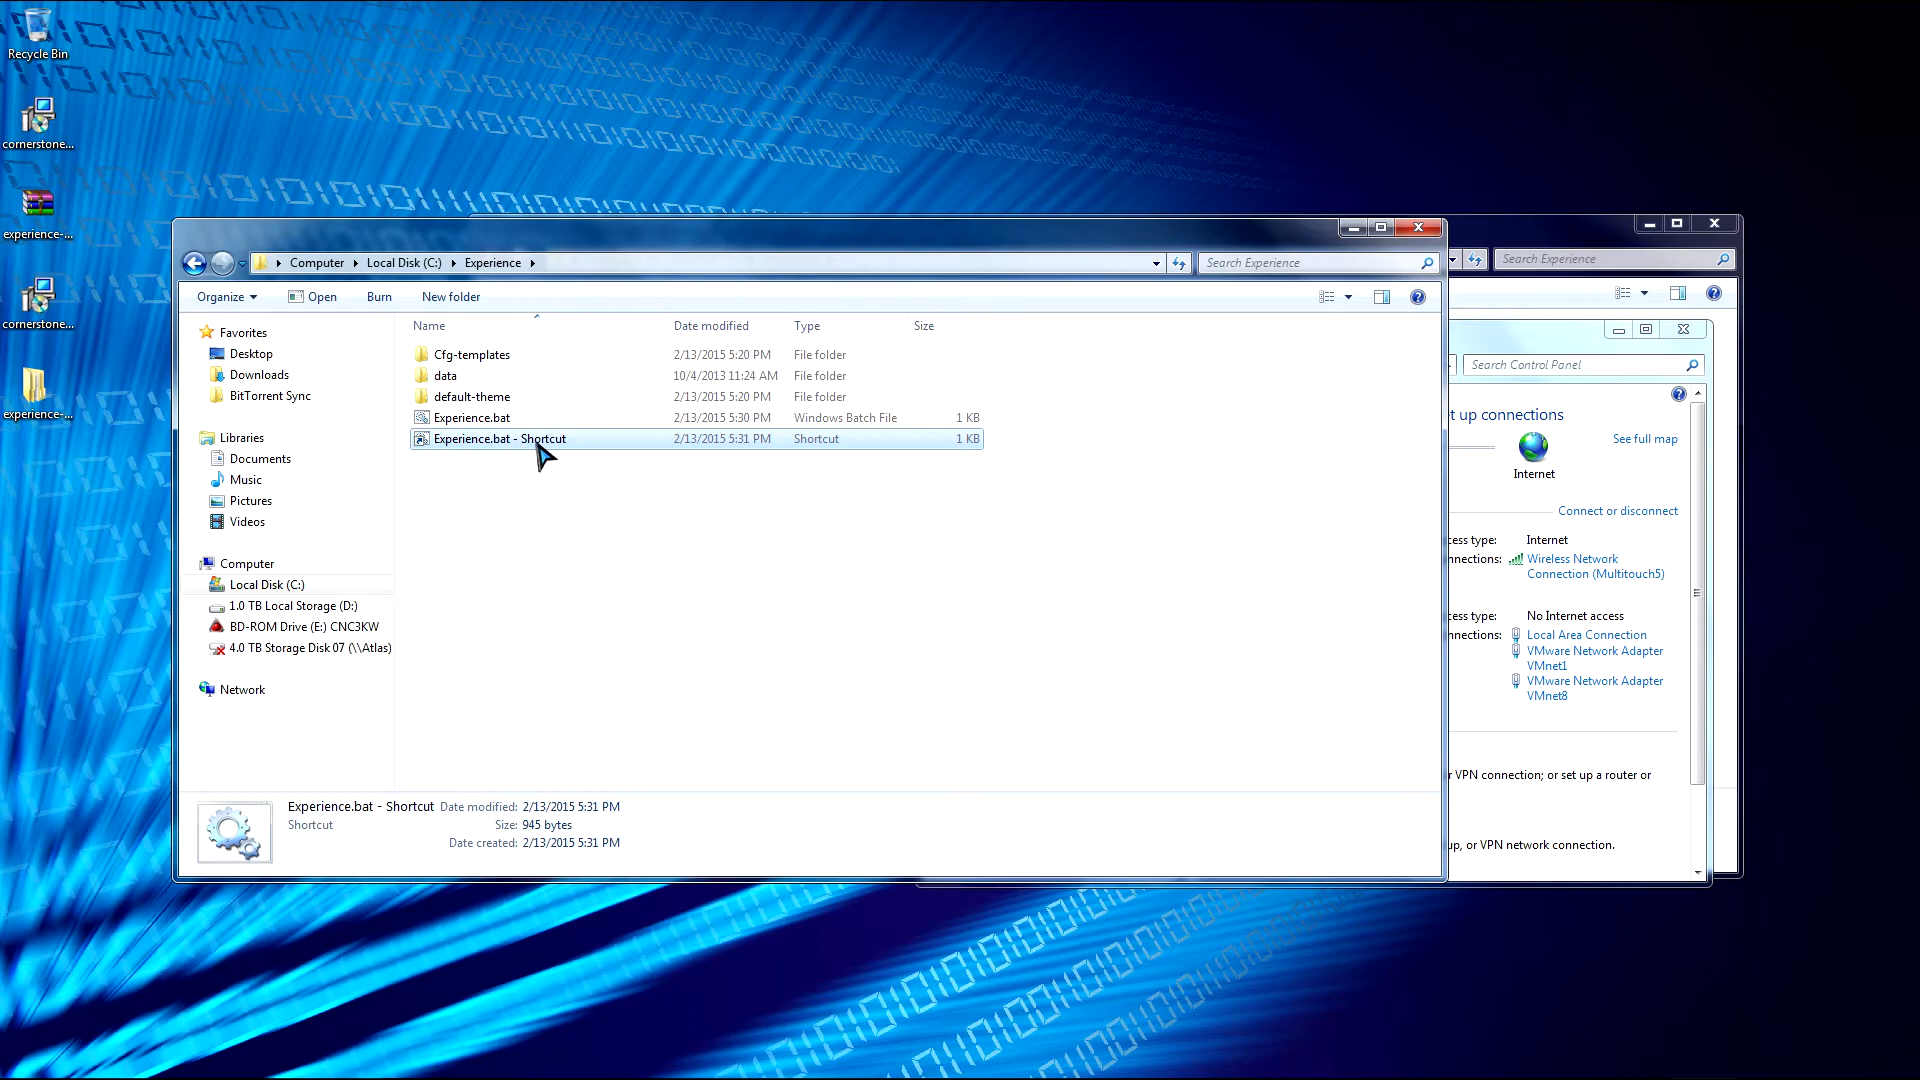 Recycle Bin
cornerstone...
experience-...
cornerstone...
experience-...
Computer Local Disk (C:) Experience
Search Experience
Organize Open Burn New folder
Name Date modified Type Size
Favorites
Desktop
Downloads
BitTorrent Sync
Libraries
Documents
Music
Pictures
Videos
Computer
Local Disk (C:)
1.0 TB Local Storage (D:)
BD-ROM Drive (E:) CNC3KW
4.0 TB Storage Disk 07 (\\Atlas)
Network
Cfg-templates 2/13/2015 5:20 PM File folder
data 10/4/2013 11:24 AM File folder
default-theme 2/13/2015 5:20 PM File folder
Experience.bat 2/13/2015 5:30 PM Windows Batch File 1 KB
Experience.bat - Shortcut 2/13/2015 5:31 PM Shortcut 1 KB
Experience.bat - Shortcut Date modified: 2/13/2015 5:31 PM
Shortcut Size: 945 bytes
Date created: 2/13/2015 5:31 PM
Search Experience
Search Control Panel
t up connections
See full map
Internet
Connect or disconnect
cess type: Internet
nnections: Wireless Network
Connection (Multitouch5)
cess type: No Internet access
nnections: Local Area Connection
VMware Network Adapter
VMnet1
VMware Network Adapter
VMnet8
r VPN connection; or set up a router or
up, or VPN network connection.